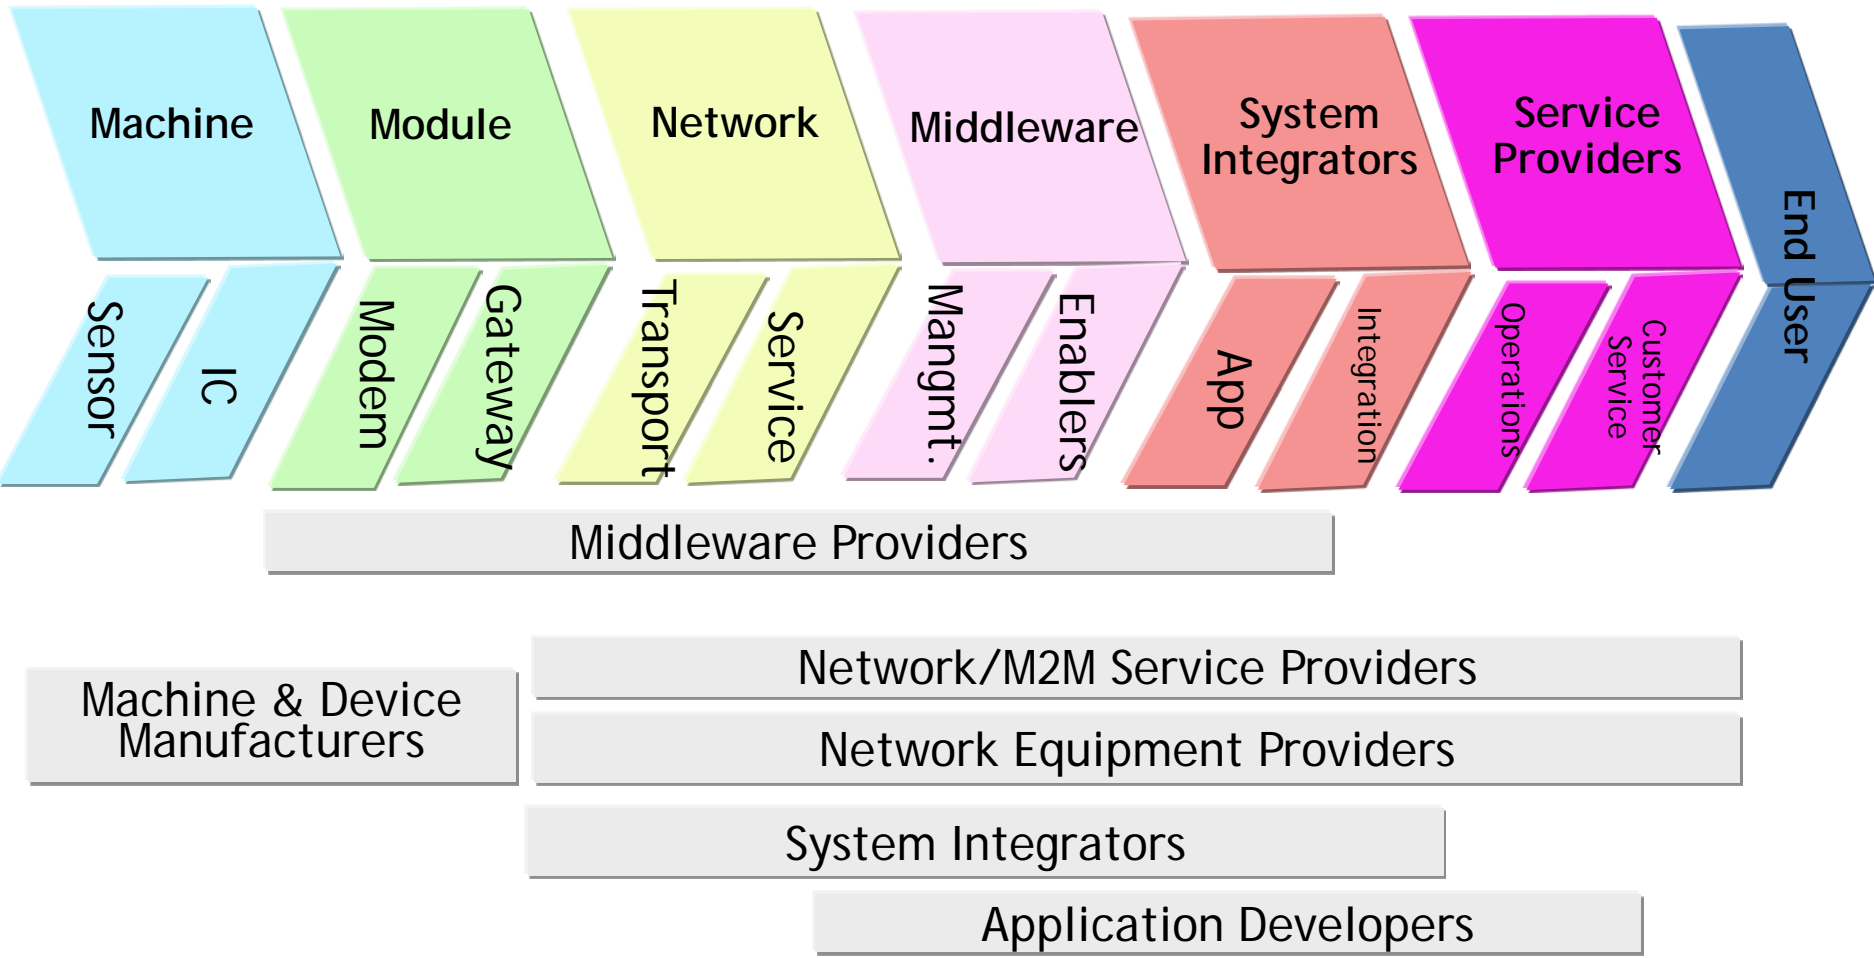 Machine
Module
Network
Middleware
System
Integrators
Service
Providers
End User
Sensor
IC
Modem
Gateway
Transport
Service
Mangmt.
Enablers
App
Integration
Operations
Customer
Service
Middleware Providers
Machine & Device
Manufacturers
Network/M2M Service Providers
Network Equipment Providers
System Integrators
Application Developers